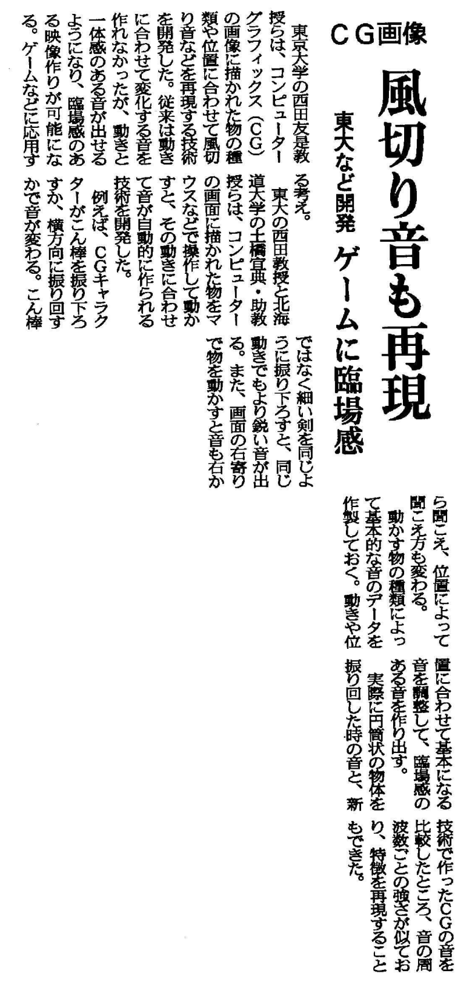 CG画像
風切り音も再現
東大など開発 ゲームに臨場感
東京大学の西田友是教
授らは、コンピューター
グラフィックス(CG)
の画像に描かれた物の種
類や位置に合わせて風切
り音などを再現する技術
を開発した。従来は動き
に合わせて変化する音を
作れなかったが、動きと
一体感のある音が出せる
ようになり、臨場感のあ
る映像作りが可能にな
る。ゲームなどに応用す
る考え。
東大の西田教授と北海
道大学の土橋宜典・助教
授らは、コンピューター
の画面に描かれた物をマ
ウスなどで操作して動か
すと、その動きに合わせ
て音が自動的に作られる
技術を開発した。
例えば、CGキャラク
ターがこん棒を振り下ろ
すか、横方向に振り回す
かで音が変わる。こん棒
ではなく細い剣を同じよ
うに振り下ろすと、同じ
動きでもより鋭い音が出
る。また、画面の右寄り
で物を動かすと音も右か
ら聞こえ、位置によって
聞こえ方も変わる。
動かす物の種類によっ
て基本的な音のデータを
作製しておく。動きや位
置に合わせて基本になる
音を調整して、臨場感の
ある音を作り出す。
実際に円筒状の物体を
振り回した時の音と、新
技術で作ったCGの音を
比較したところ、音の周
波数ごとの強さが似てお
り、特徴を再現すること
もできた。